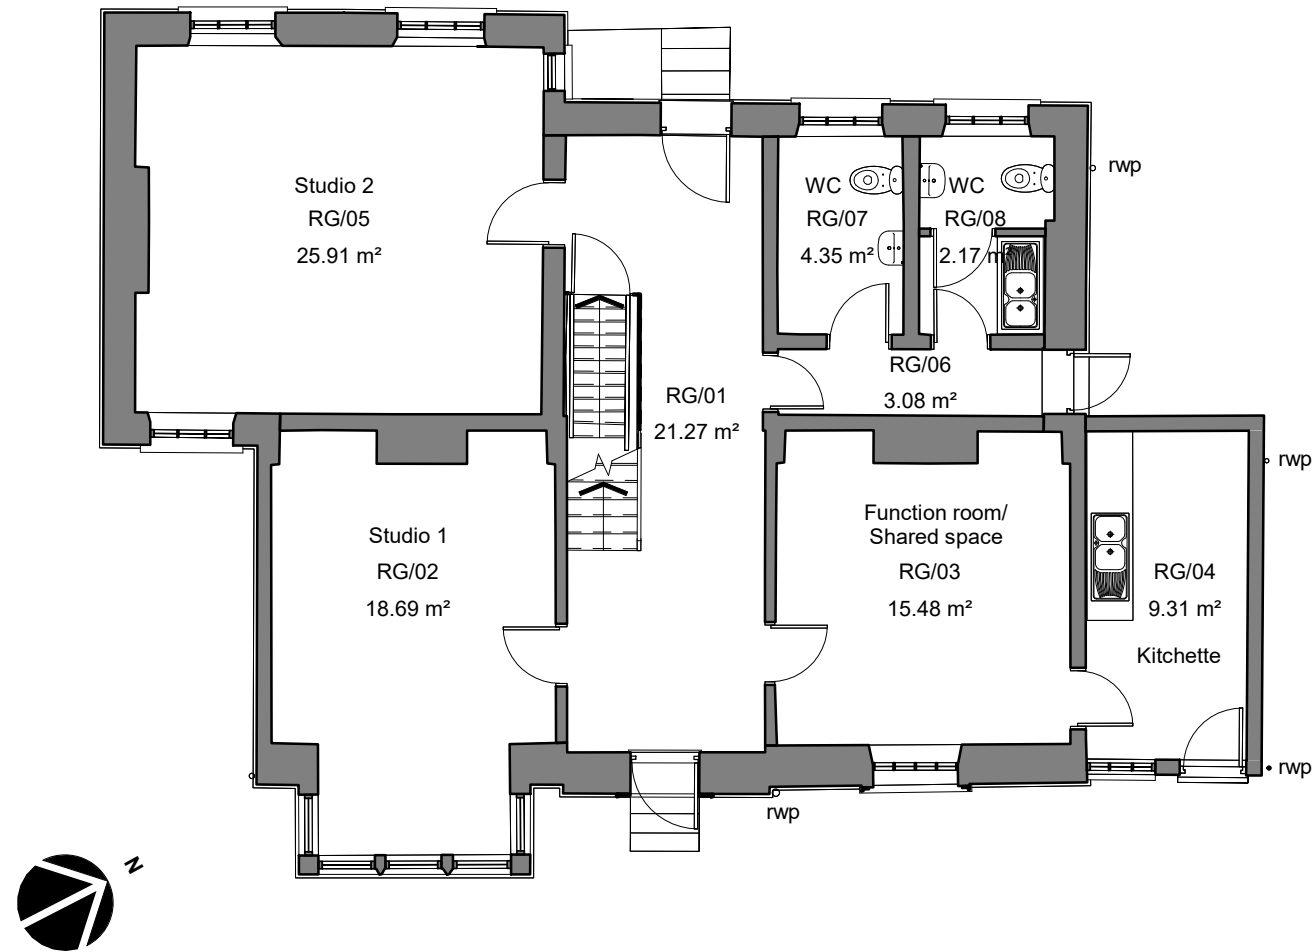 Studio 2
RG/05
25.91 m²
WC
RG/07
4.35 m²
WC
RG/08
2.17 m²
rwp
RG/06
3.08 m²
RG/01
21.27 m²
rwp
Studio 1
RG/02
18.69 m²
Function room/
Shared space
RG/03
15.48 m²
RG/04
9.31 m²
Kitchette
rwp
rwp
N